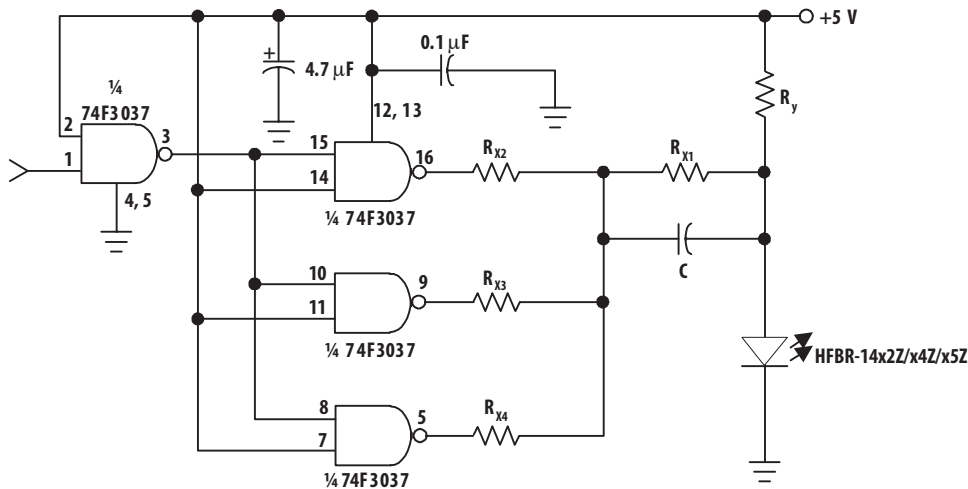 +5 V
0.1 µF
+
4.7 µF
R_y
¼
74F3037
12, 13
2
3
1
15
16
R_X2
R_X1
14
4, 5
¼ 74F3037
C
10
9
R_X3
11
¼ 74F3037
HFBR-14x2Z/x4Z/x5Z
8
5
R_X4
7
¼ 74F3037